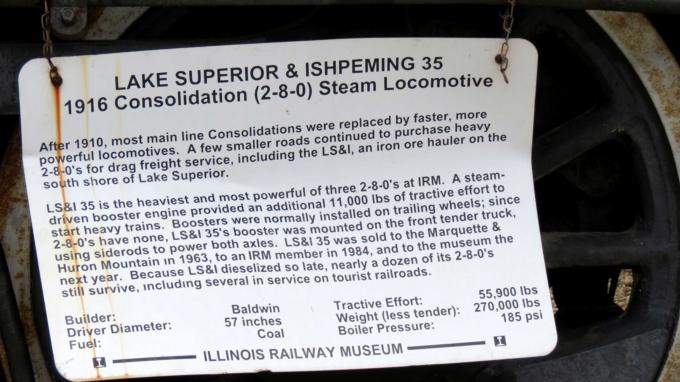 LAKE SUPERIOR & ISHPEMING 35
1916 Consolidation (2-8-0) Steam Locomotive
After 1910, most main line Consolidations were replaced by faster, more
powerful locomotives. A few smaller roads continued to purchase heavy
2-8-0's for drag freight service, including the LS&I, an iron ore hauler on the
south shore of Lake Superior.
LS&I 35 is the heaviest and most powerful of three 2-8-0's at IRM. A steam-
driven booster engine provided an additional 11,000 lbs of tractive effort to
start heavy trains. Boosters were normally installed on trailing wheels; since
2-8-0's have none, LS&I 35's booster was mounted on the front tender truck,
using siderods to power both axles. LS&I 35 was sold to the Marquette &
Huron Mountain in 1963, to an IRM member in 1984, and to the museum the
next year. Because LS&I dieselized so late, nearly a dozen of its 2-8-0's
still survive, including several in service on tourist railroads.
Builder: Baldwin Tractive Effort: 55,900 lbs
Driver Diameter: 57 inches Weight (less tender): 270,000 lbs
Fuel: Coal Boiler Pressure: 185 psi
ILLINOIS RAILWAY MUSEUM